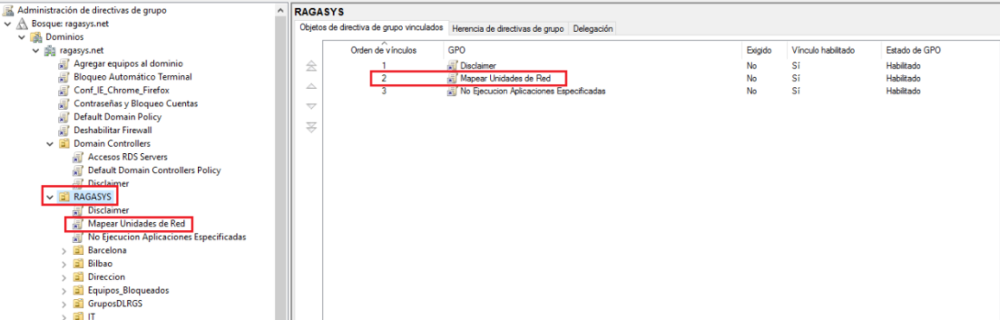 Administración de directivas de grupo
Bosque: ragasys.net
Dominios
ragasys.net
Agregar equipos al dominio
Bloqueo Automático Terminal
Conf_IE_Chrome_Firefox
Contraseñas y Bloqueo Cuentas
Default Domain Policy
Deshabilitar Firewall
Domain Controllers
Accesos RDS Servers
Default Domain Controllers Policy
Disclaimer
RAGASYS
Disclaimer
Mapear Unidades de Red
No Ejecucion Aplicaciones Especificadas
Barcelona
Bilbao
Direccion
Equipos_Bloqueados
GruposDLRGS
IT
RAGASYS
Objetos de directiva de grupo vinculados Herencia de directivas de grupo Delegación
Orden de vínculos GPO Exigido Vínculo habilitado Estado de GPO
1 Disclaimer No Sí Habilitado
2 Mapear Unidades de Red No Sí Habilitado
3 No Ejecucion Aplicaciones Especificadas No Sí Habilitado